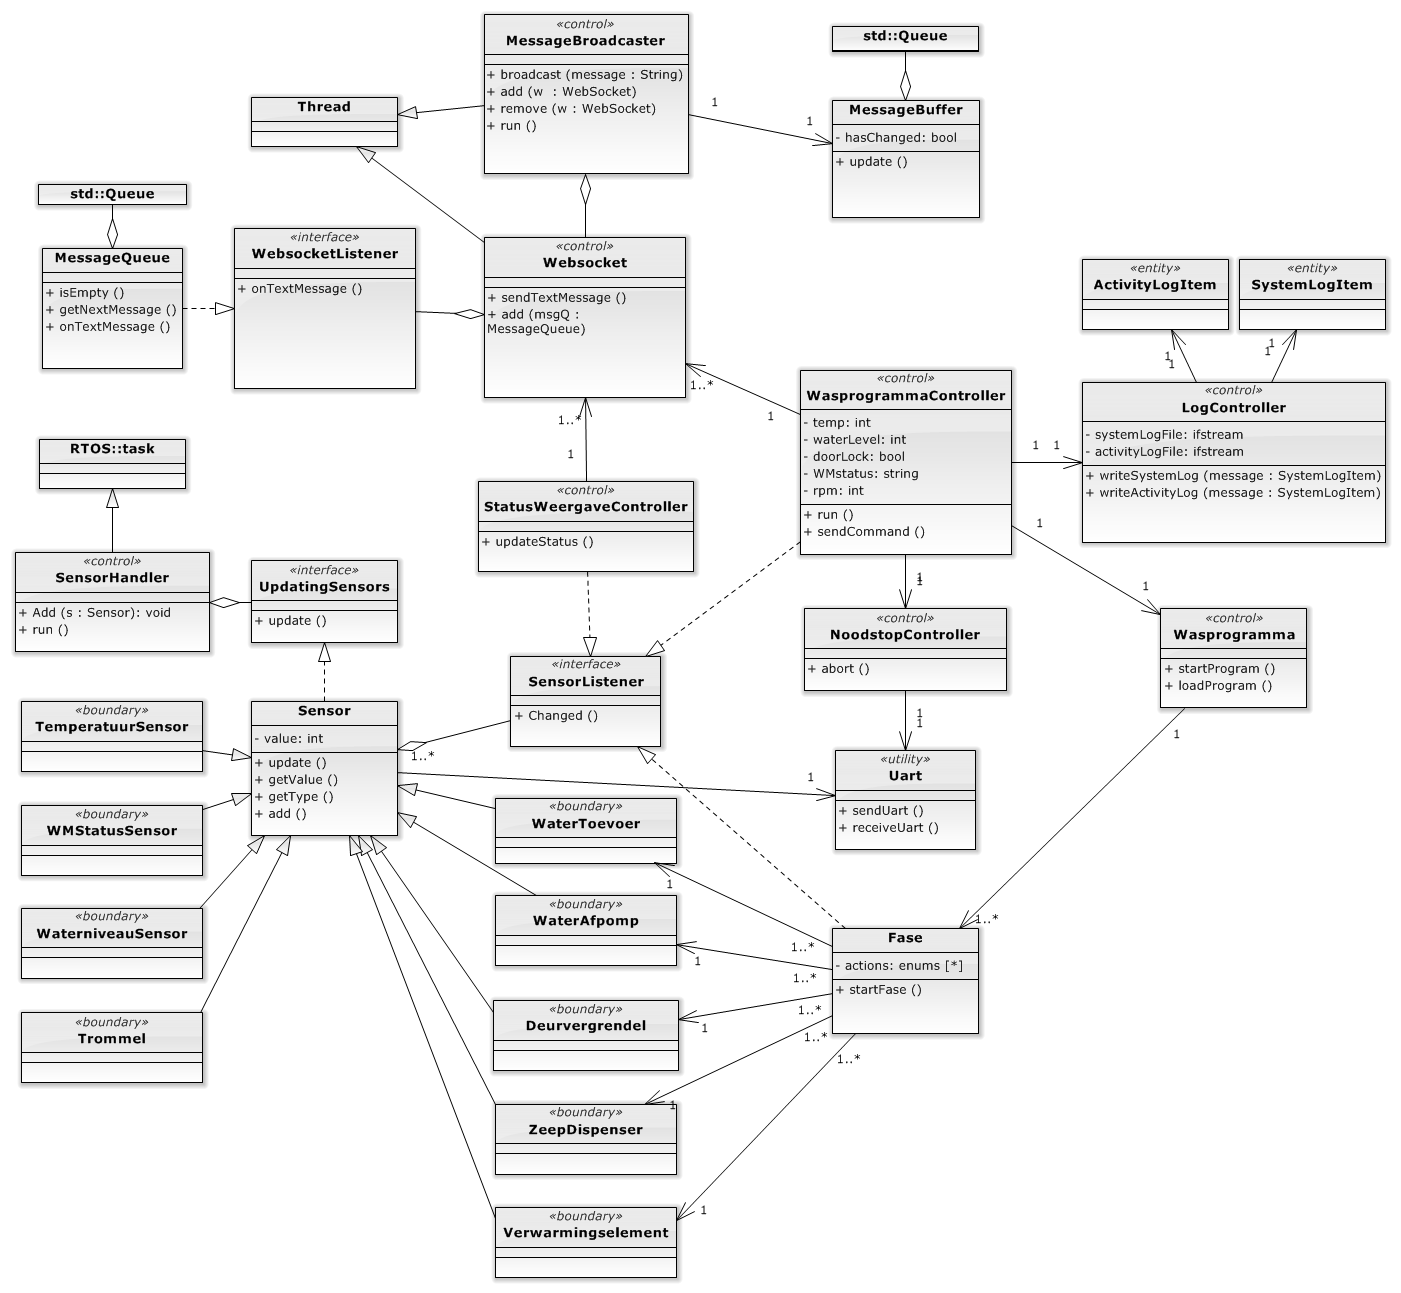 «control»
MessageBroadcaster
+ broadcast (message : String)
+ add (w  : WebSocket)
+ remove (w : WebSocket)
+ run ()
std::Queue
MessageBuffer
- hasChanged: bool
+ update ()
1
1
Thread
std::Queue
MessageQueue
+ isEmpty ()
+ getNextMessage ()
+ onTextMessage ()
«interface»
WebsocketListener
+ onTextMessage ()
«control»
Websocket
+ sendTextMessage ()
+ add (msgQ :
MessageQueue)
1..*
1
1..*
1
«entity»
ActivityLogItem
«entity»
SystemLogItem
1
1
1
1
«control»
LogController
- systemLogFile: ifstream
- activityLogFile: ifstream
+ writeSystemLog (message : SystemLogItem)
+ writeActivityLog (message : SystemLogItem)
«control»
WasprogrammaController
- temp: int
- waterLevel: int
- doorLock: bool
- WMstatus: string
- rpm: int
+ run ()
+ sendCommand ()
1
1
1
1
1
1
RTOS::task
«control»
SensorHandler
+ Add (s : Sensor): void
+ run ()
«interface»
UpdatingSensors
+ update ()
«control»
StatusWeergaveController
+ updateStatus ()
«control»
NoodstopController
+ abort ()
1
1
«control»
Wasprogramma
+ startProgram ()
+ loadProgram ()
1
«interface»
SensorListener
+ Changed ()
1..*
Sensor
- value: int
+ update ()
+ getValue ()
+ getType ()
+ add ()
1
«utility»
Uart
+ sendUart ()
+ receiveUart ()
«boundary»
TemperatuurSensor
«boundary»
WMStatusSensor
«boundary»
WaterniveauSensor
«boundary»
Trommel
«boundary»
WaterToevoer
1
«boundary»
WaterAfpomp
1
«boundary»
Deurvergrendel
1
«boundary»
ZeepDispenser
1
«boundary»
Verwarmingselement
1
1..*
Fase
- actions: enums [*]
+ startFase ()
1..*
1..*
1..*
1..*
1..*